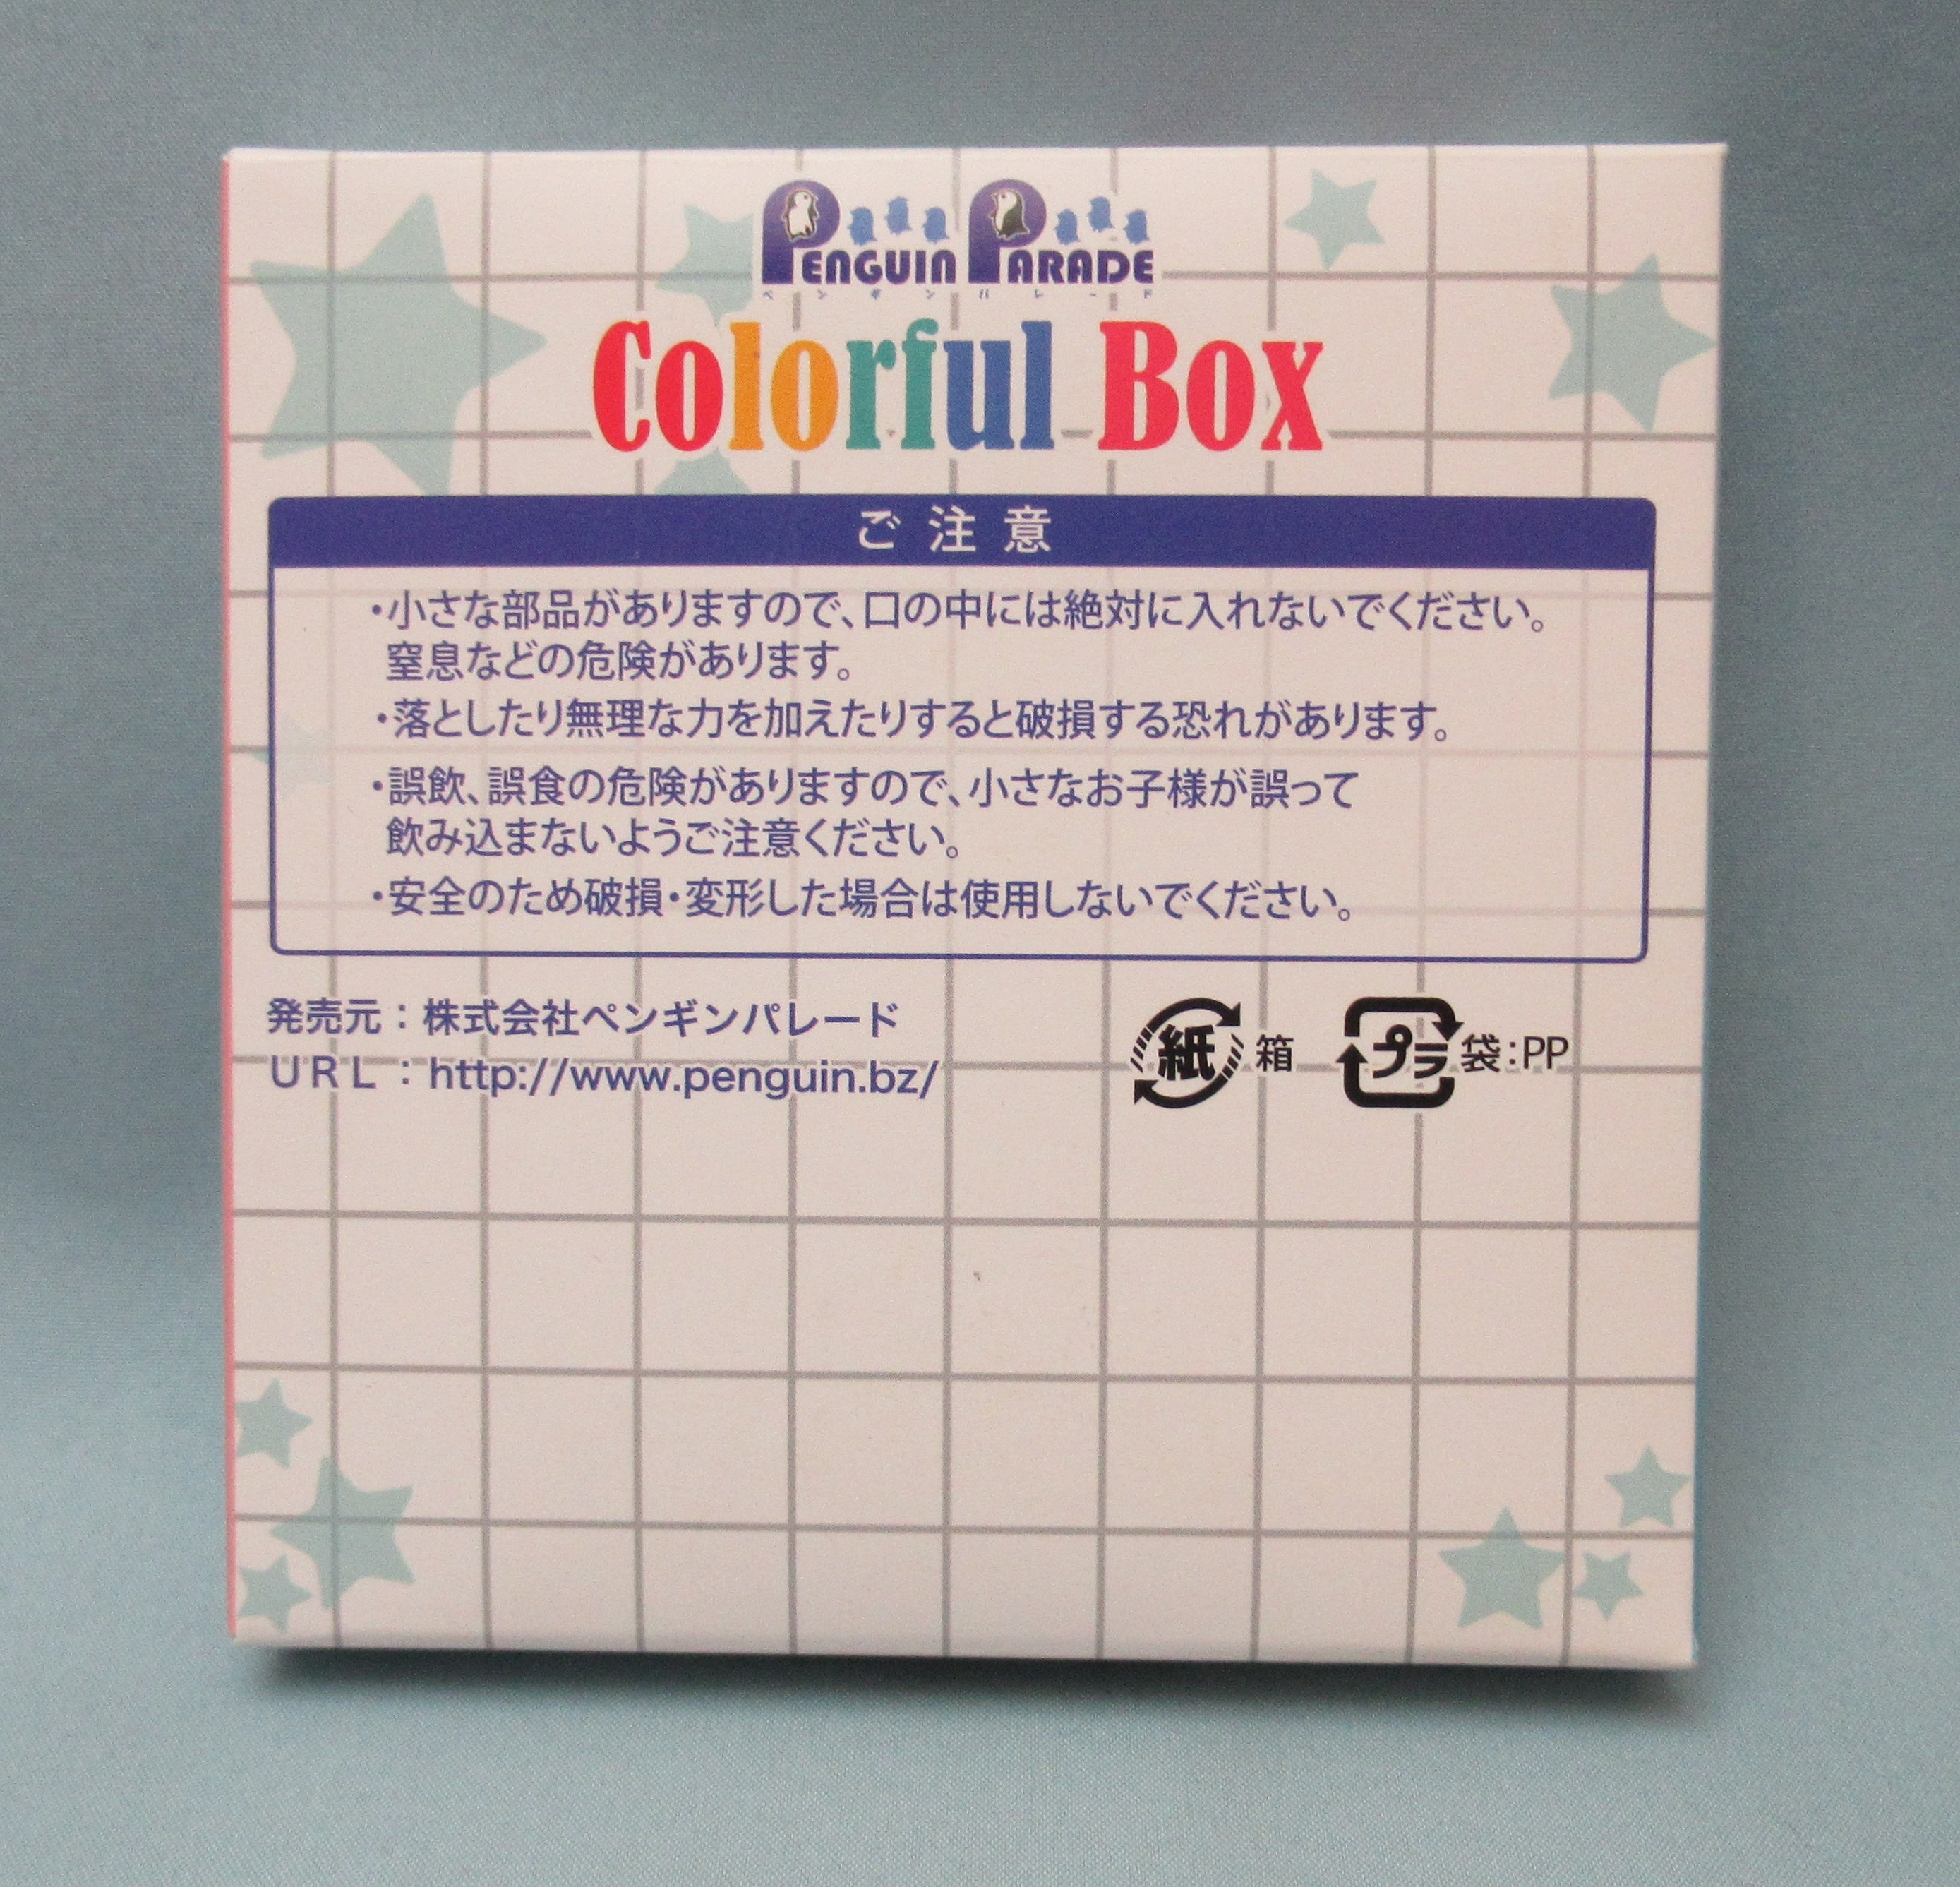 PENGUIN PARADE
ペンギンパレード
Colorful Box
ご注意
・小さな部品がありますので、口の中には絶対に入れないでください。
窒息などの危険があります。
・落としたり無理な力を加えたりすると破損する恐れがあります。
・誤飲、誤食の危険がありますので、小さなお子様が誤って
飲み込まないようご注意ください。
・安全のため破損・変形した場合は使用しないでください。
発売元：株式会社ペンギンパレード
URL：http://www.penguin.bz/
紙 箱 プラ 袋:PP